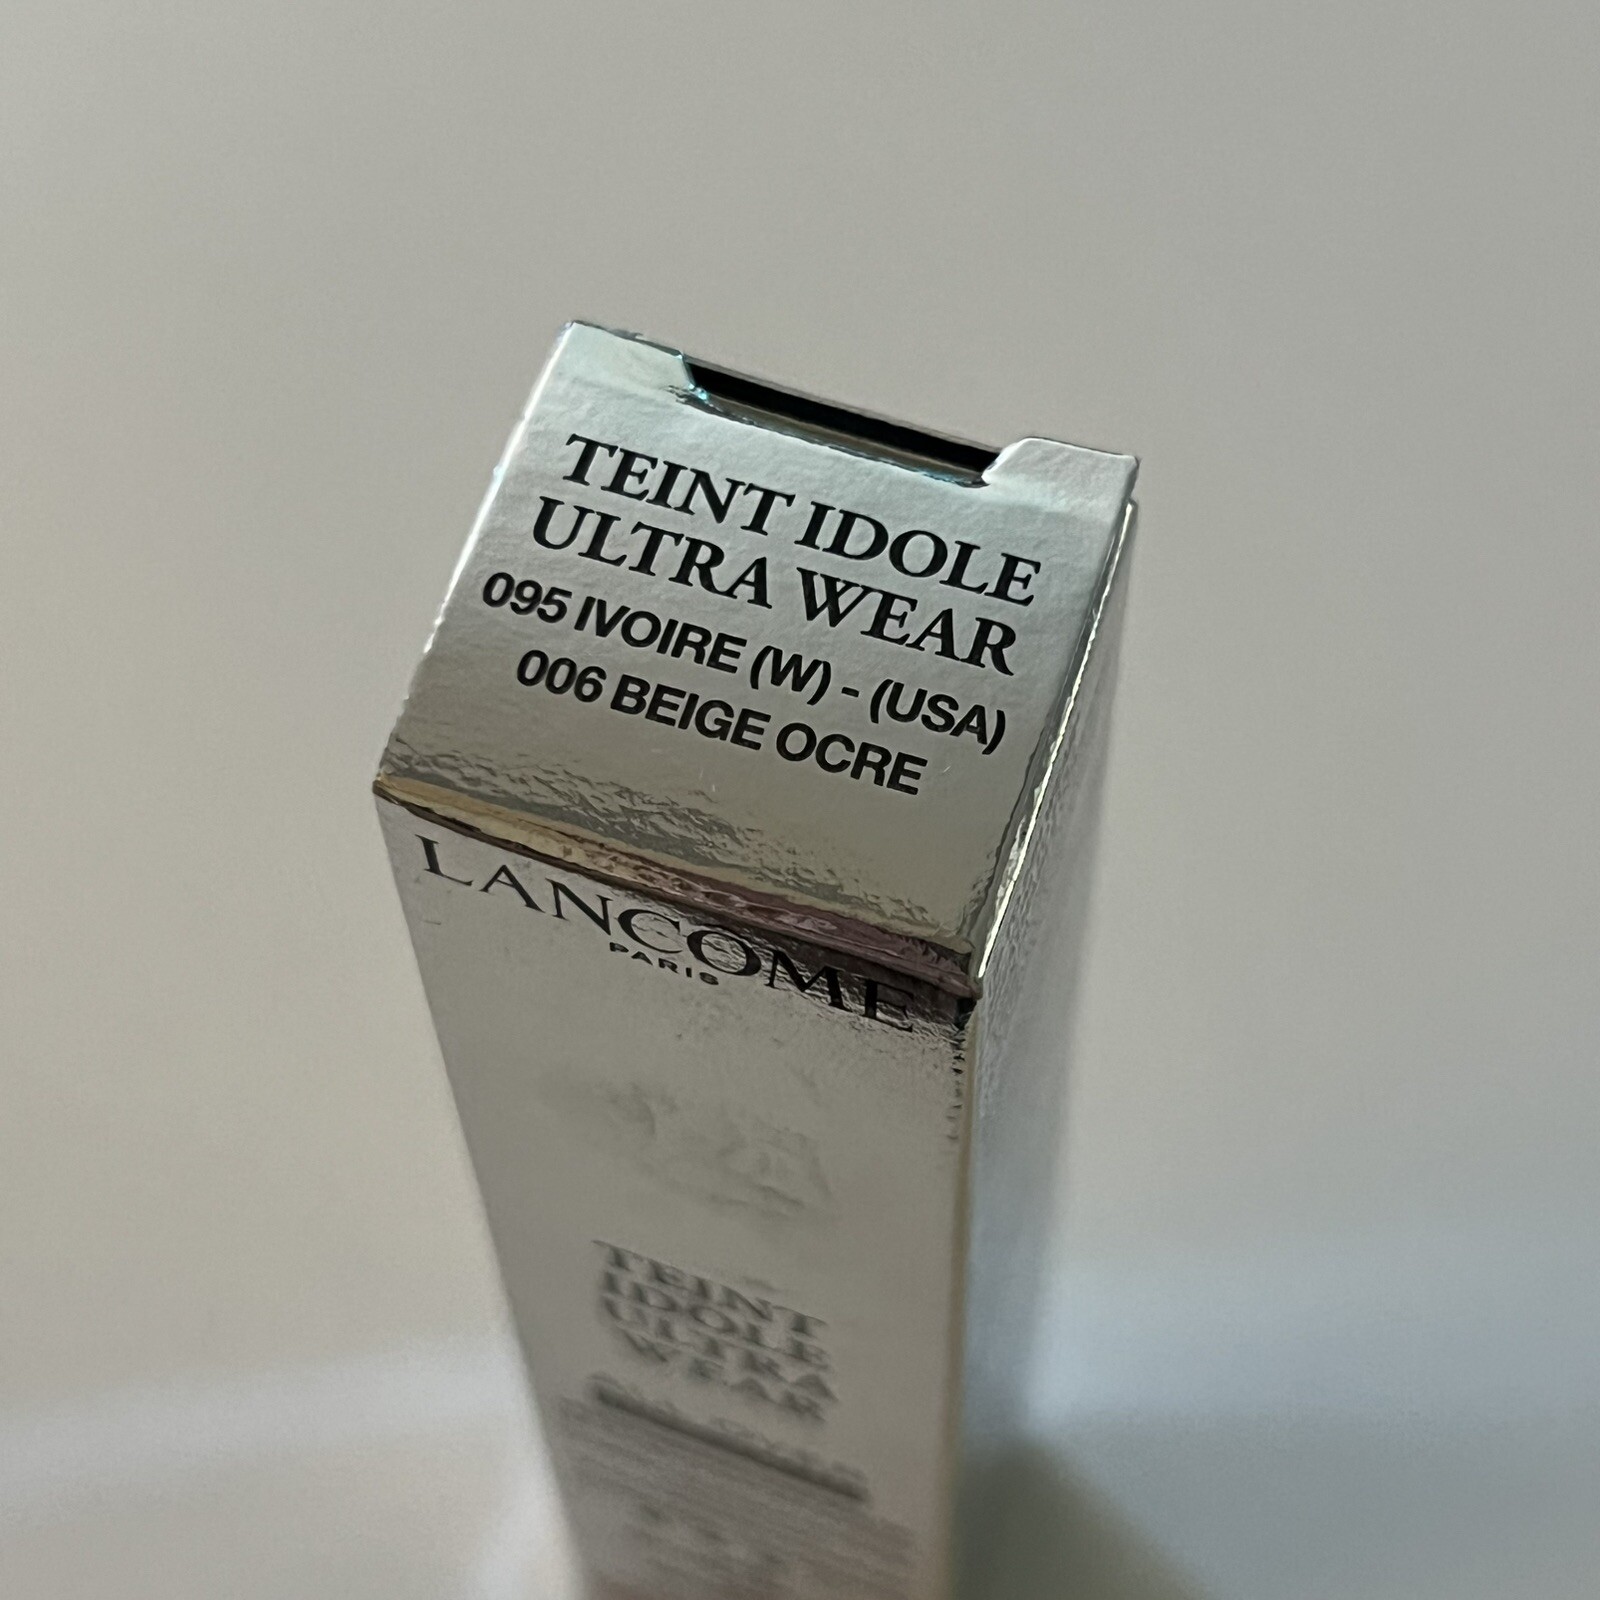 TEINT IDOLE
ULTRA WEAR
095 IVOIRE (W) - (USA)
006 BEIGE OCRE
LANCOME
PARIS
TEINT
IDOLE
ULTRA
WEAR